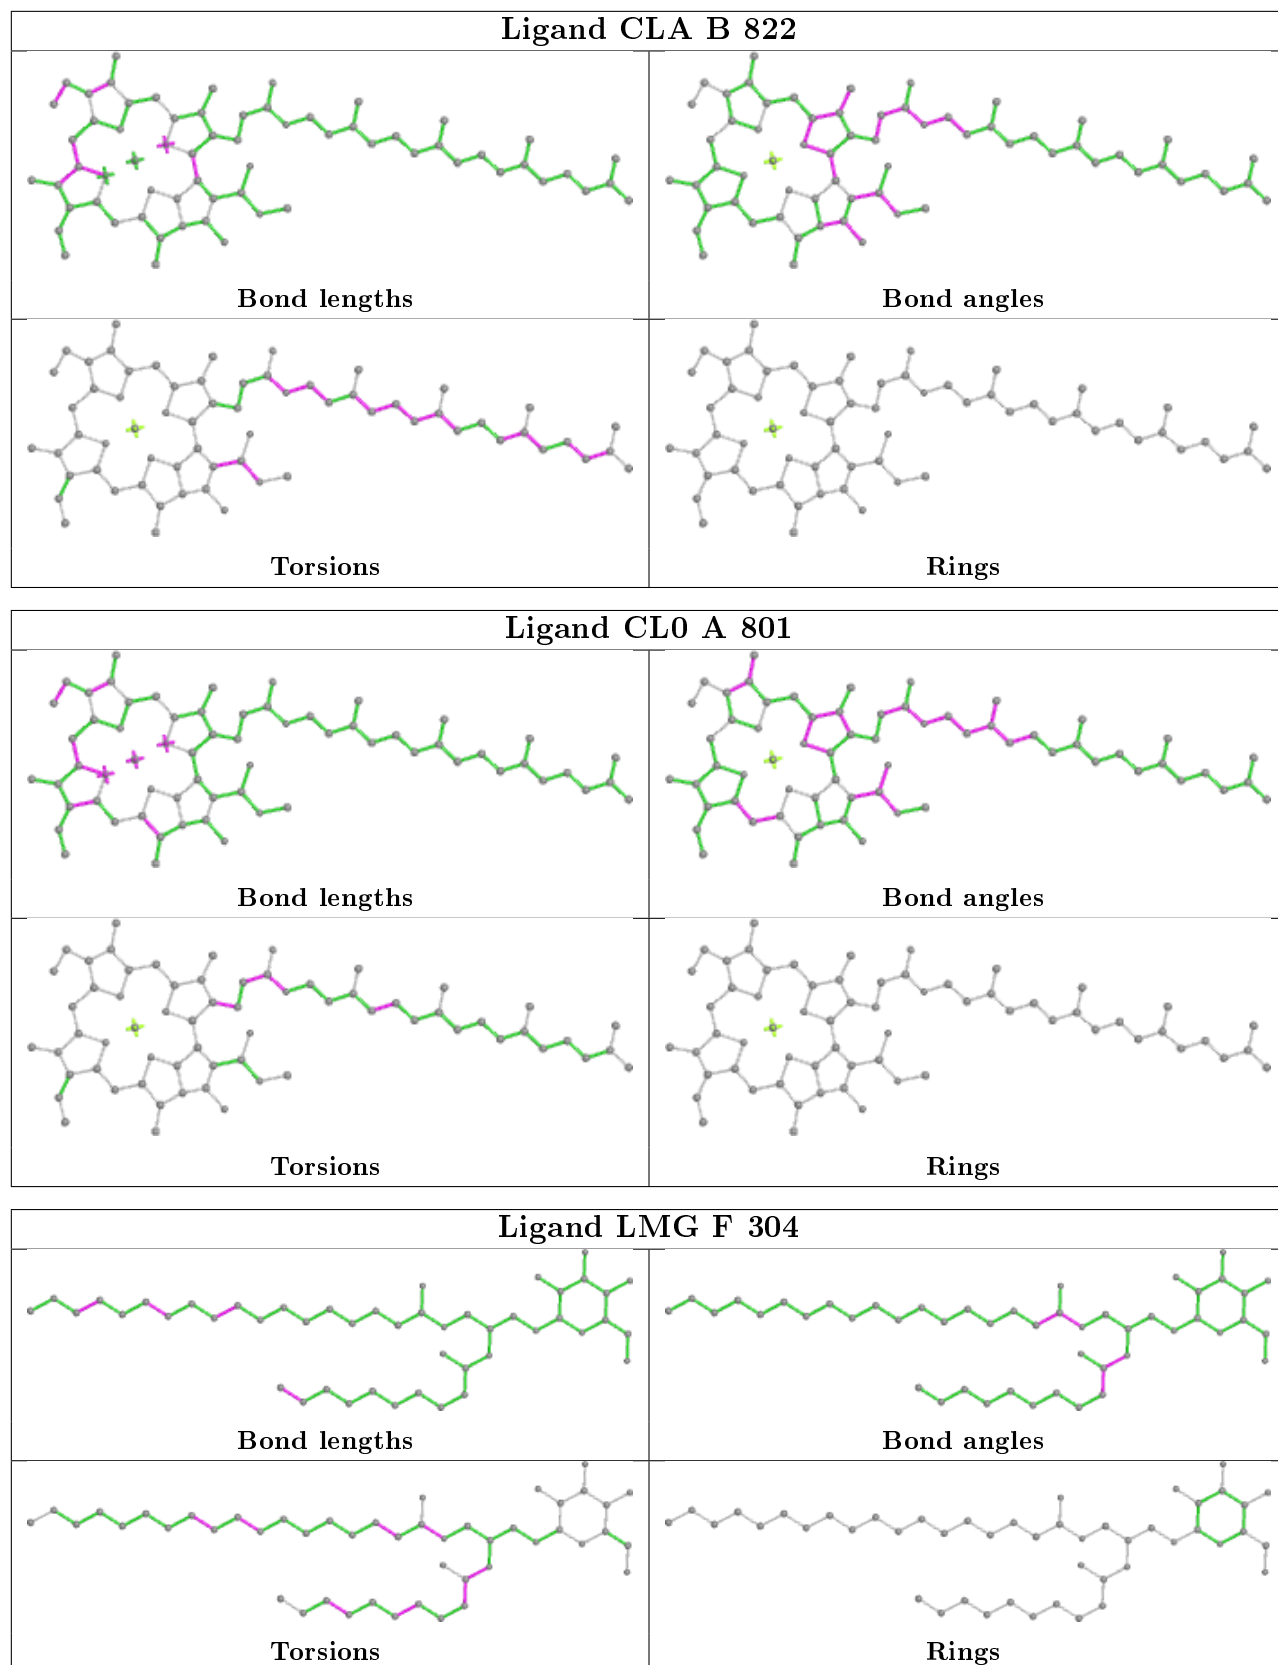 Ligand CLA B 822
Bond lengths
Bond angles
Torsions
Rings
Ligand CL0 A 801
Bond lengths
Bond angles
Torsions
Rings
Ligand LMG F 304
Bond lengths
Bond angles
Torsions
Rings